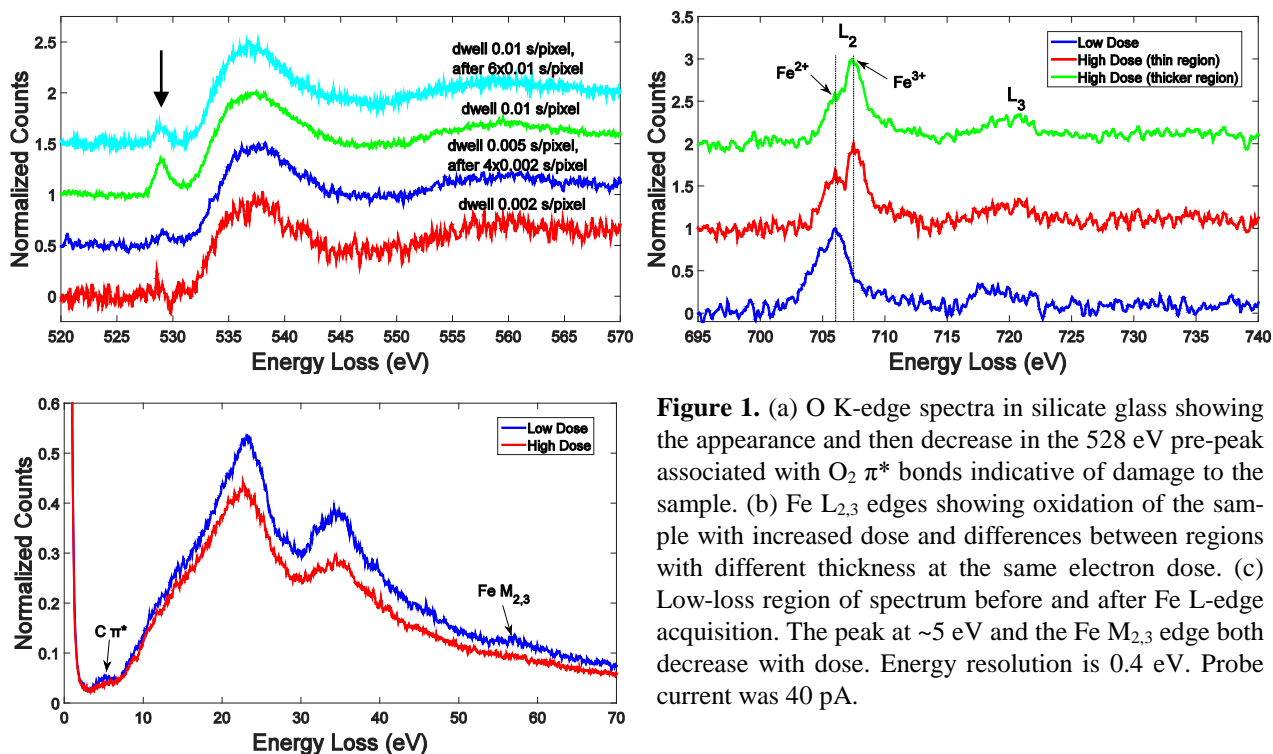 2.5
2
1.5
1
0.5
0
520
530
540
550
560
570
Normalized Counts
Energy Loss (eV)
dwell 0.01 s/pixel,
after 6x0.01 s/pixel
dwell 0.01 s/pixel
dwell 0.005 s/pixel,
after 4x0.002 s/pixel
dwell 0.002 s/pixel
3.5
3
2.5
2
1.5
1
0.5
0
695
700
705
710
715
720
725
730
735
740
Normalized Counts
Energy Loss (eV)
L2
Fe2+
Fe3+
L3
Low Dose
High Dose (thin region)
High Dose (thicker region)
0.6
0.5
0.4
0.3
0.2
0.1
0
0
10
20
30
40
50
60
70
Normalized Counts
Energy Loss (eV)
C π*
Fe M2,3
Low Dose
High Dose
Figure 1. (a) O K-edge spectra in silicate glass showing
the appearance and then decrease in the 528 eV pre-peak
associated with O2 π* bonds indicative of damage to the
sample. (b) Fe L2,3 edges showing oxidation of the sam-
ple with increased dose and differences between regions
with different thickness at the same electron dose. (c)
Low-loss region of spectrum before and after Fe L-edge
acquisition. The peak at ~5 eV and the Fe M2,3 edge both
decrease with dose. Energy resolution is 0.4 eV. Probe
current was 40 pA.